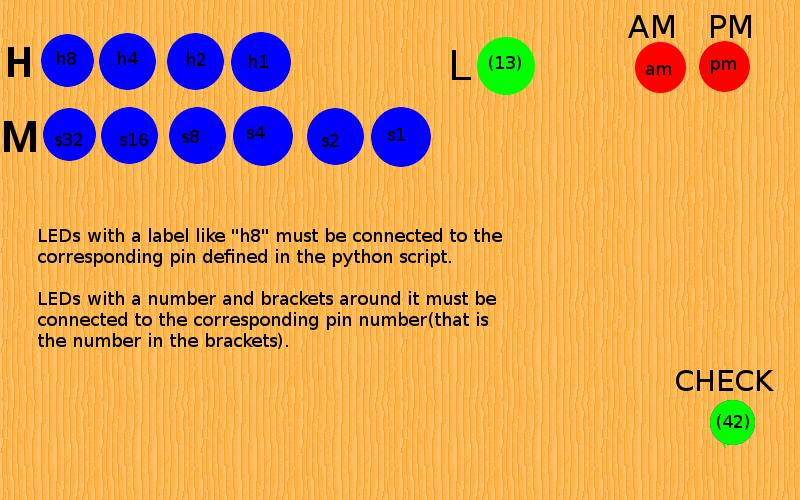 AM PM
H h8 h4 h2 h1 L (13) am pm
M s32 s16 s8 s4 s2 s1
LEDs with a label like "h8" must be connected to the
corresponding pin defined in the python script.
LEDs with a number and brackets around it must be
connected to the corresponding pin number(that is
the number in the brackets).
CHECK
(42)